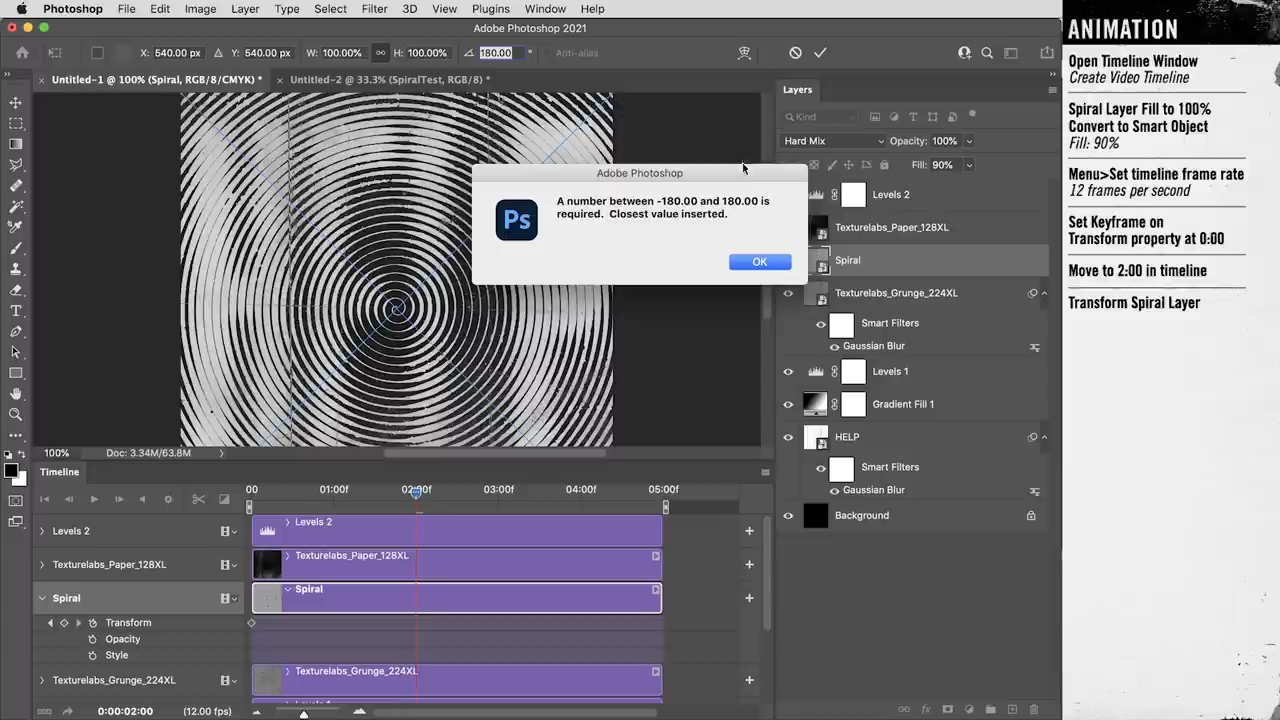 Photoshop File Edit Image Layer Type Select Filter 3D View Plugins Window Help
Adobe Photoshop 2021
X: 540.00 px Y: 540.00 px W: 100.00% H: 100.00% 180.00 ° Anti-alias
Untitled-1 @ 100% (Spiral, RGB/8/CMYK) * Untitled-2 @ 33.3% (SpiralTest, RGB/8) *
Layers
Kind
Hard Mix Opacity: 100%
Fill: 90%
Levels 2
Texturelabs_Paper_128XL
Spiral
Texturelabs_Grunge_224XL
Smart Filters
Gaussian Blur
Levels 1
Gradient Fill 1
HELP
Smart Filters
Gaussian Blur
Background
Adobe Photoshop
Ps
A number between -180.00 and 180.00 is
required. Closest value inserted.
OK
100% Doc: 3.34M/63.8M
Timeline
00 01:00f 02:00f 03:00f 04:00f 05:00f
Levels 2 Levels 2
Texturelabs_Paper_128XL Texturelabs_Paper_128XL
Spiral Spiral
Transform
Opacity
Style
Texturelabs_Grunge_224XL Texturelabs_Grunge_224XL
0:00:02:00 (12.00 fps)
ANIMATION
Open Timeline Window
Create Video Timeline
Spiral Layer Fill to 100%
Convert to Smart Object
Fill: 90%
Menu>Set timeline frame rate
12 frames per second
Set Keyframe on
Transform property at 0:00
Move to 2:00 in timeline
Transform Spiral Layer